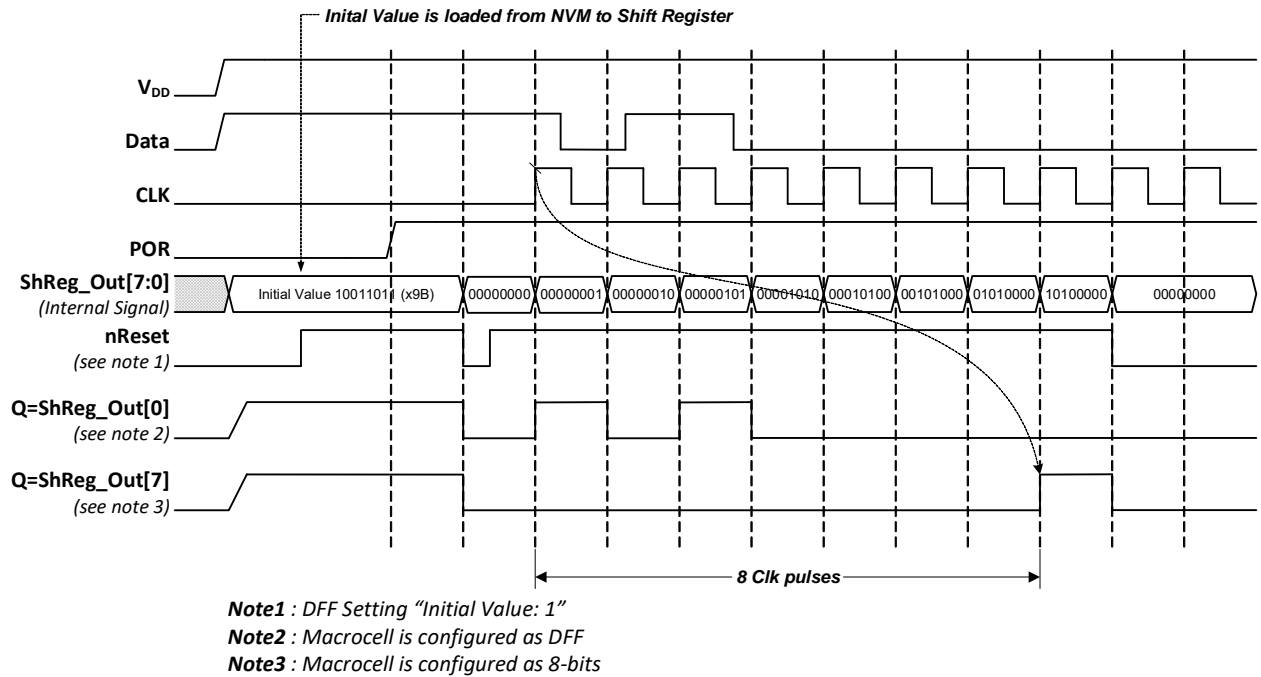 Inital Value is loaded from NVM to Shift Register
VDD
Data
CLK
POR
ShReg_Out[7:0]
(Internal Signal)
Initial Value 10011011 (x9B) 00000000 00000001 00000010 00000101 00001010 00010100 00101000 01010000 10100000 00000000
nReset
(see note 1)
Q=ShReg_Out[0]
(see note 2)
Q=ShReg_Out[7]
(see note 3)
8 Clk pulses
Note1 : DFF Setting “Initial Value: 1”
Note2 : Macrocell is configured as DFF
Note3 : Macrocell is configured as 8-bits